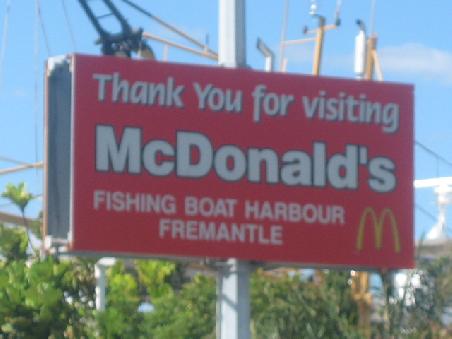 Thank You for visiting
McDonald's
FISHING BOAT HARBOUR
FREMANTLE